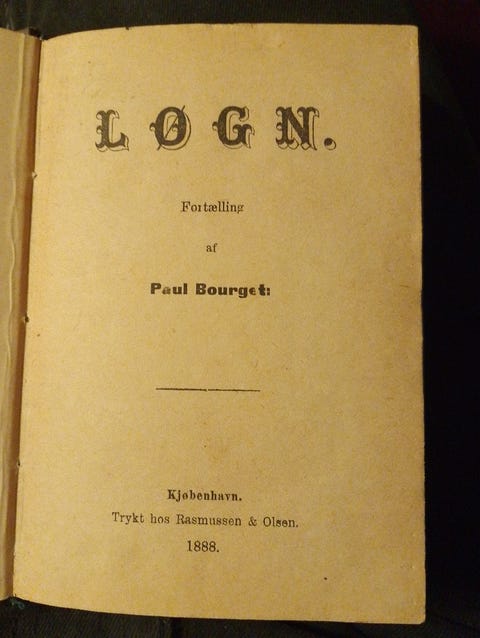 LØGN.
Fortælling
af
Paul Bourget:
Kjøbenhavn.
Trykt hos Rasmussen & Olsen.
1888.